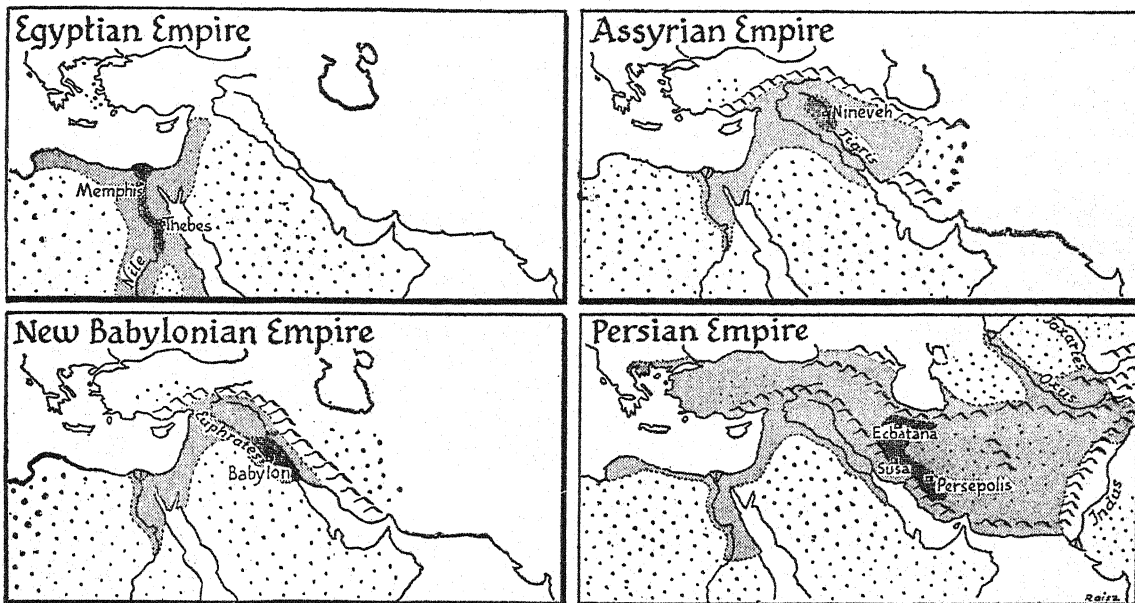 Egyptian Empire
Memphis
Thebes
Nile
Assyrian Empire
Nineveh
Tigris
New Babylonian Empire
Euphrates
Babylon
Persian Empire
Jaxartes
Oxus
Ecbatana
Susa
Persepolis
Indus
Raisz